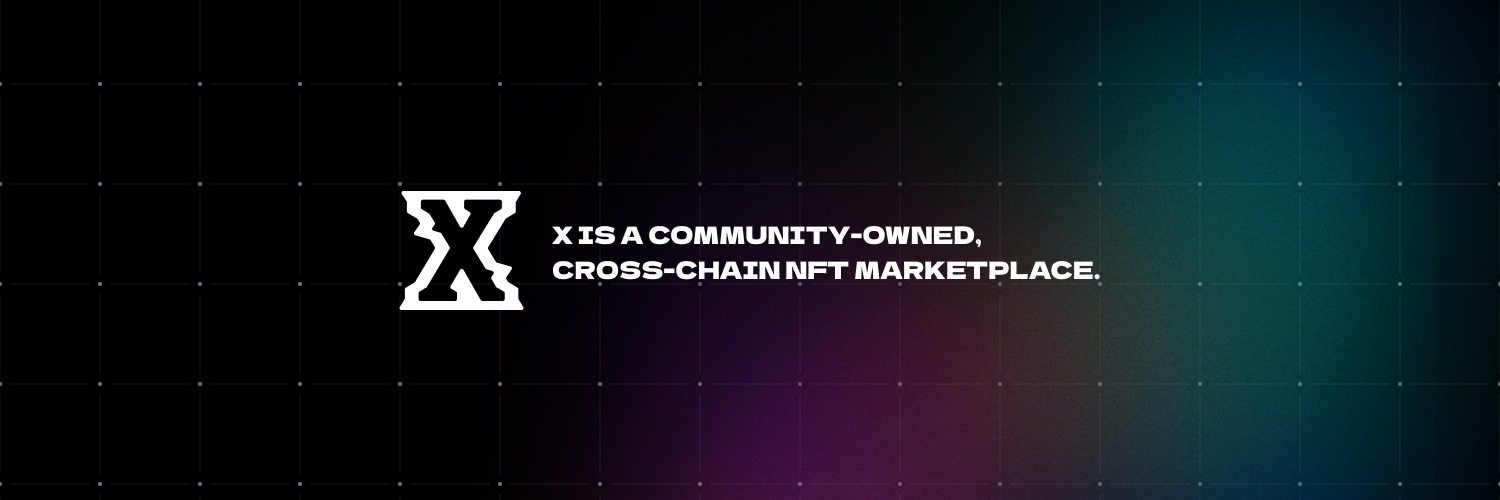 X
X IS A COMMUNITY-OWNED,
CROSS-CHAIN NFT MARKETPLACE.